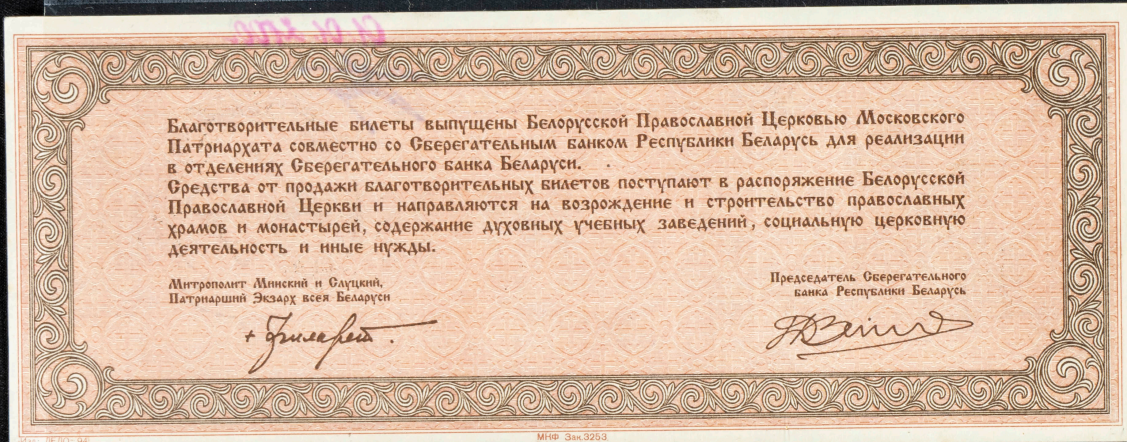 Благотворительные билеты выпущены Белорусской Православной Церковью Московского
Патриархата совместно со Сберегательным банком Республики Беларусь для реализации
в отделениях Сберегательного банка Беларуси.
Средства от продажи благотворительных билетов поступают в распоряжение Белорусской
Православной Церкви и направляются на возрождение и строительство православных
храмов и монастырей, содержание духовных учебных заведений, социальную церковную
деятельность и иные нужды.
Митрополит Минский и Слуцкий,
Патриарший Экзарх всея Беларуси
Председатель Сберегательного
банка Республики Беларусь
+ Филарет.
МНФ Зак.3253